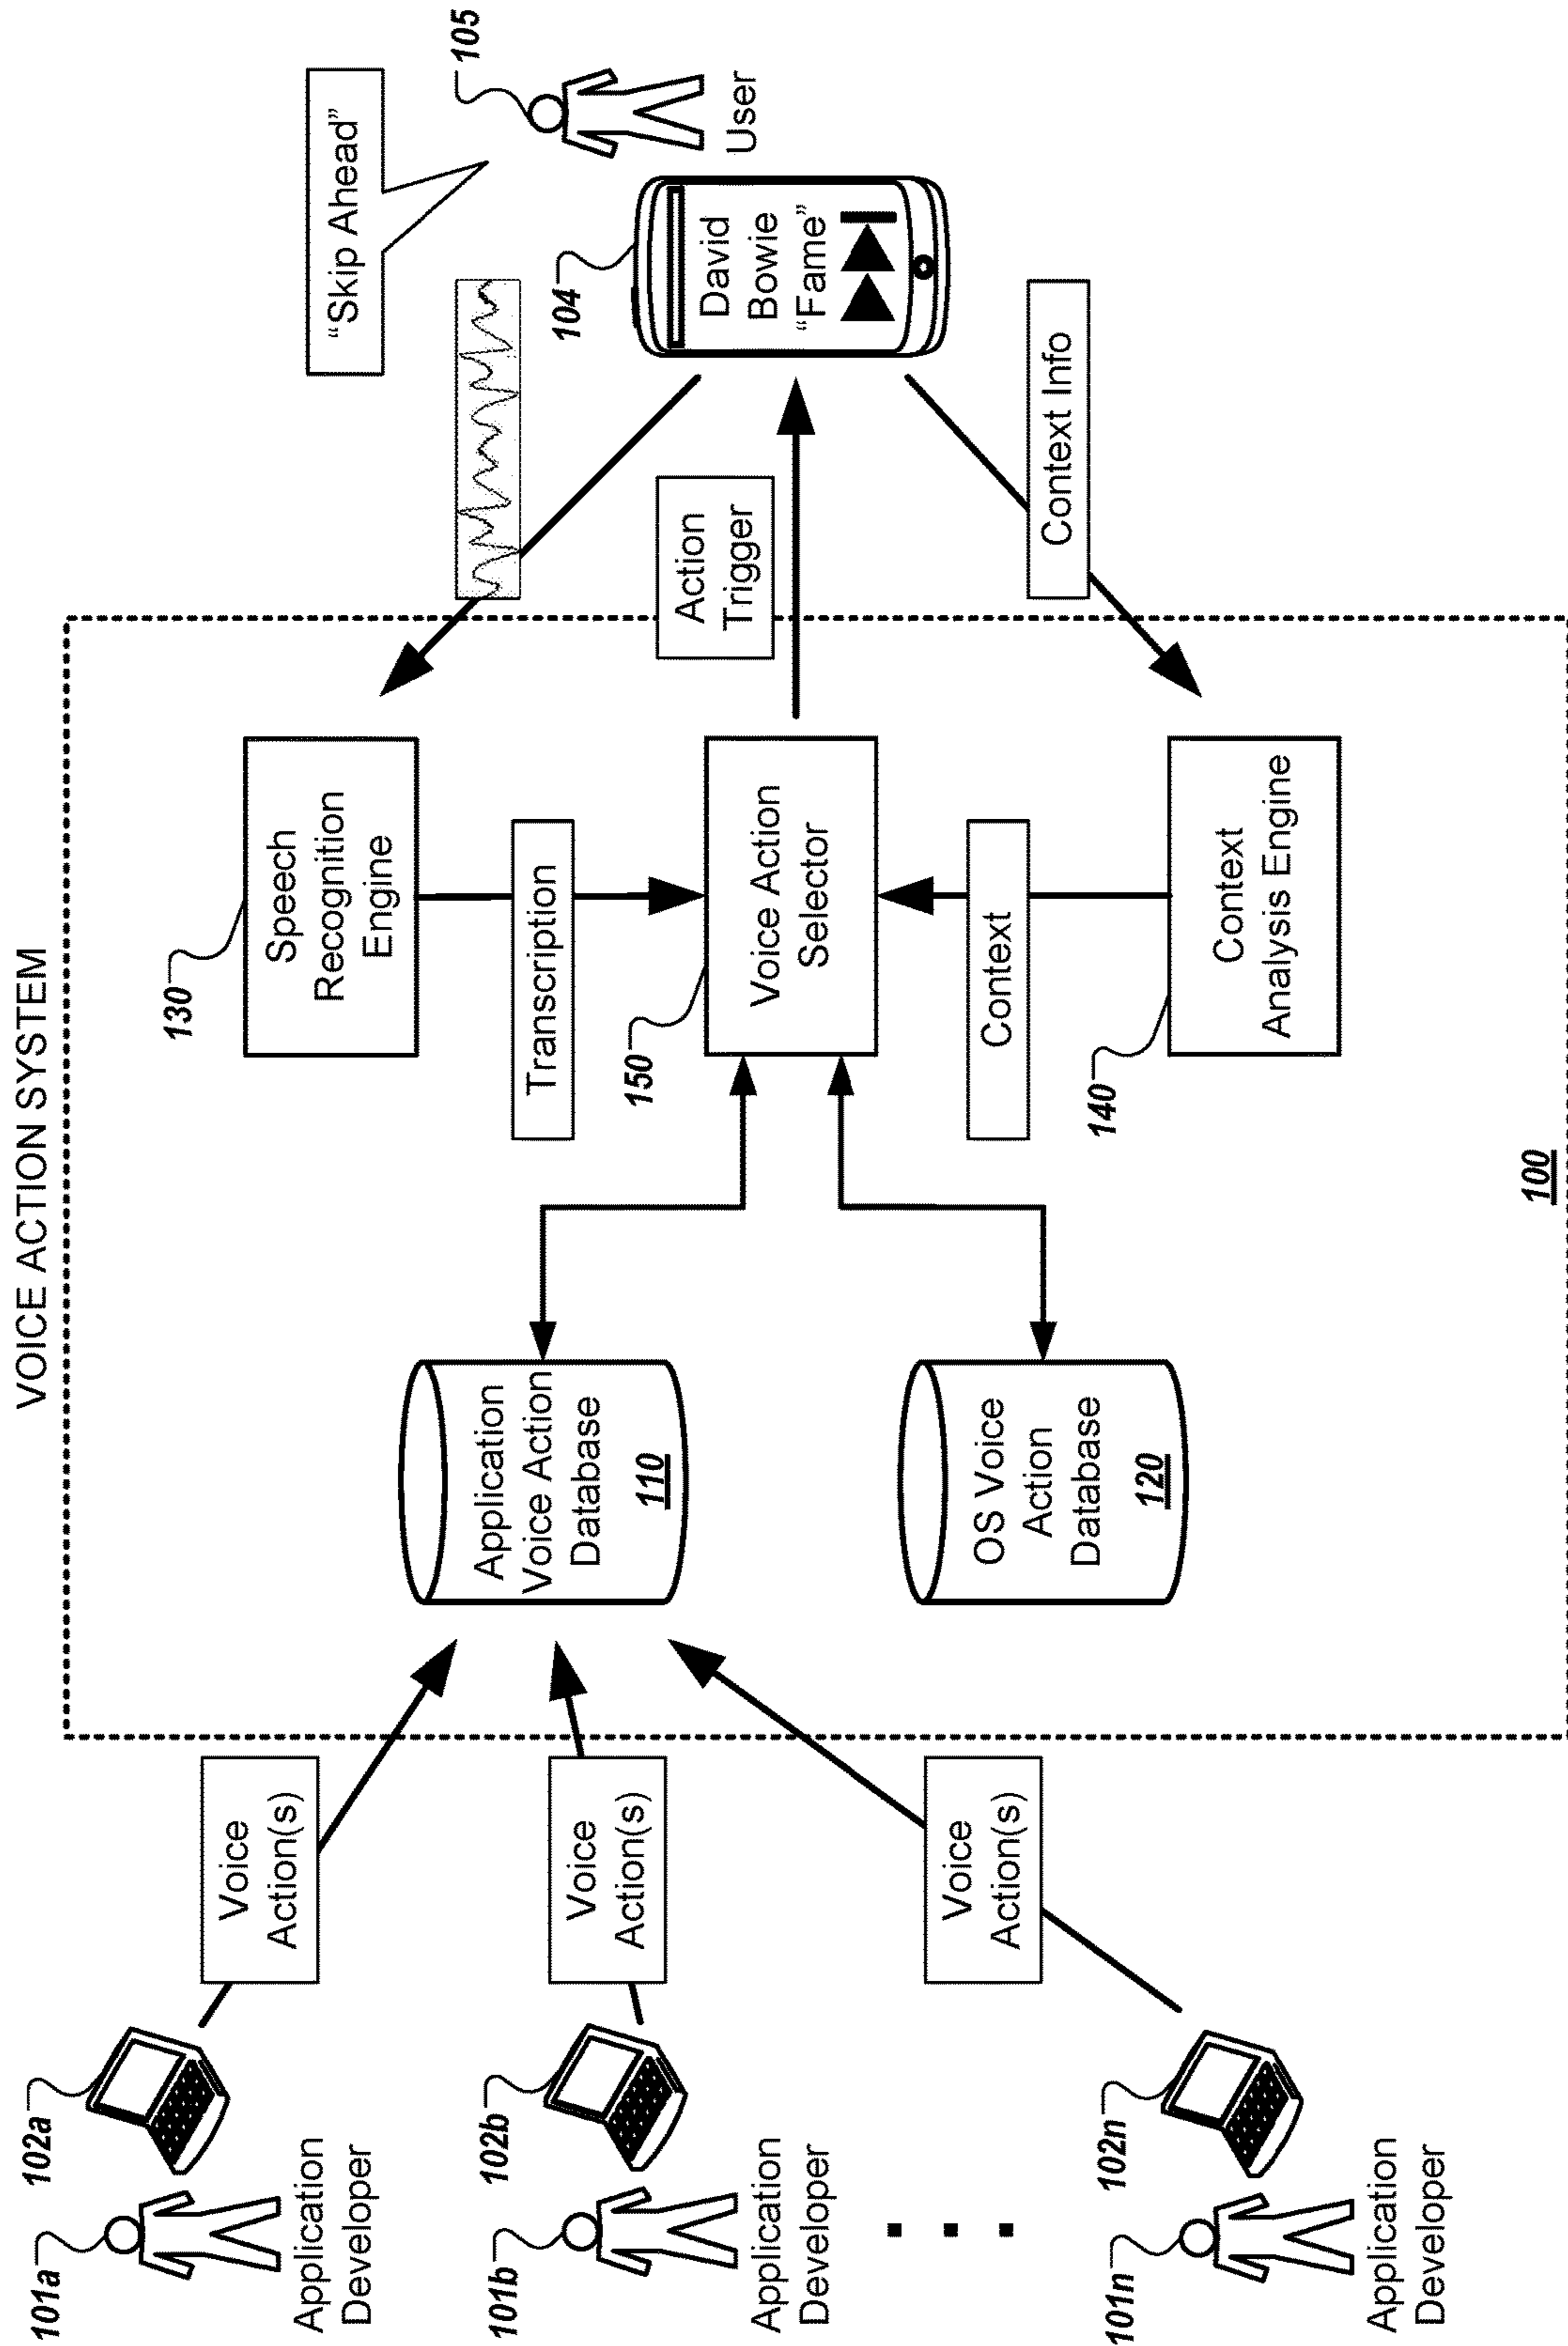 VOICE ACTION SYSTEM
101a
102a
Application
Developer
Voice
Action(s)
101b
102b
Application
Developer
Voice
Action(s)
101n
102n
Application
Developer
Voice
Action(s)
Application
Voice Action
Database
110
OS Voice
Action
Database
120
130
Speech
Recognition
Engine
Transcription
150
Voice Action
Selector
Context
140
Context
Analysis Engine
100
Action
Trigger
Context Info
"Skip Ahead"
104
David
Bowie
"Fame"
105
User